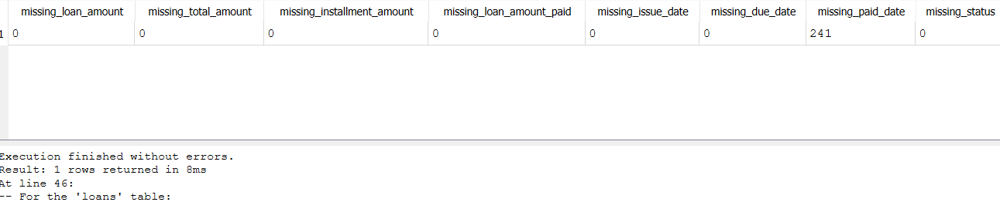 missing_loan_amount missing_total_amount missing_installment_amount missing_loan_amount_paid missing_issue_date missing_due_date missing_paid_date missing_status
1 0 0 0 0 0 0 241 0
Execution finished without errors.
Result: 1 rows returned in 8ms
At line 46:
-- For the 'loans' table: